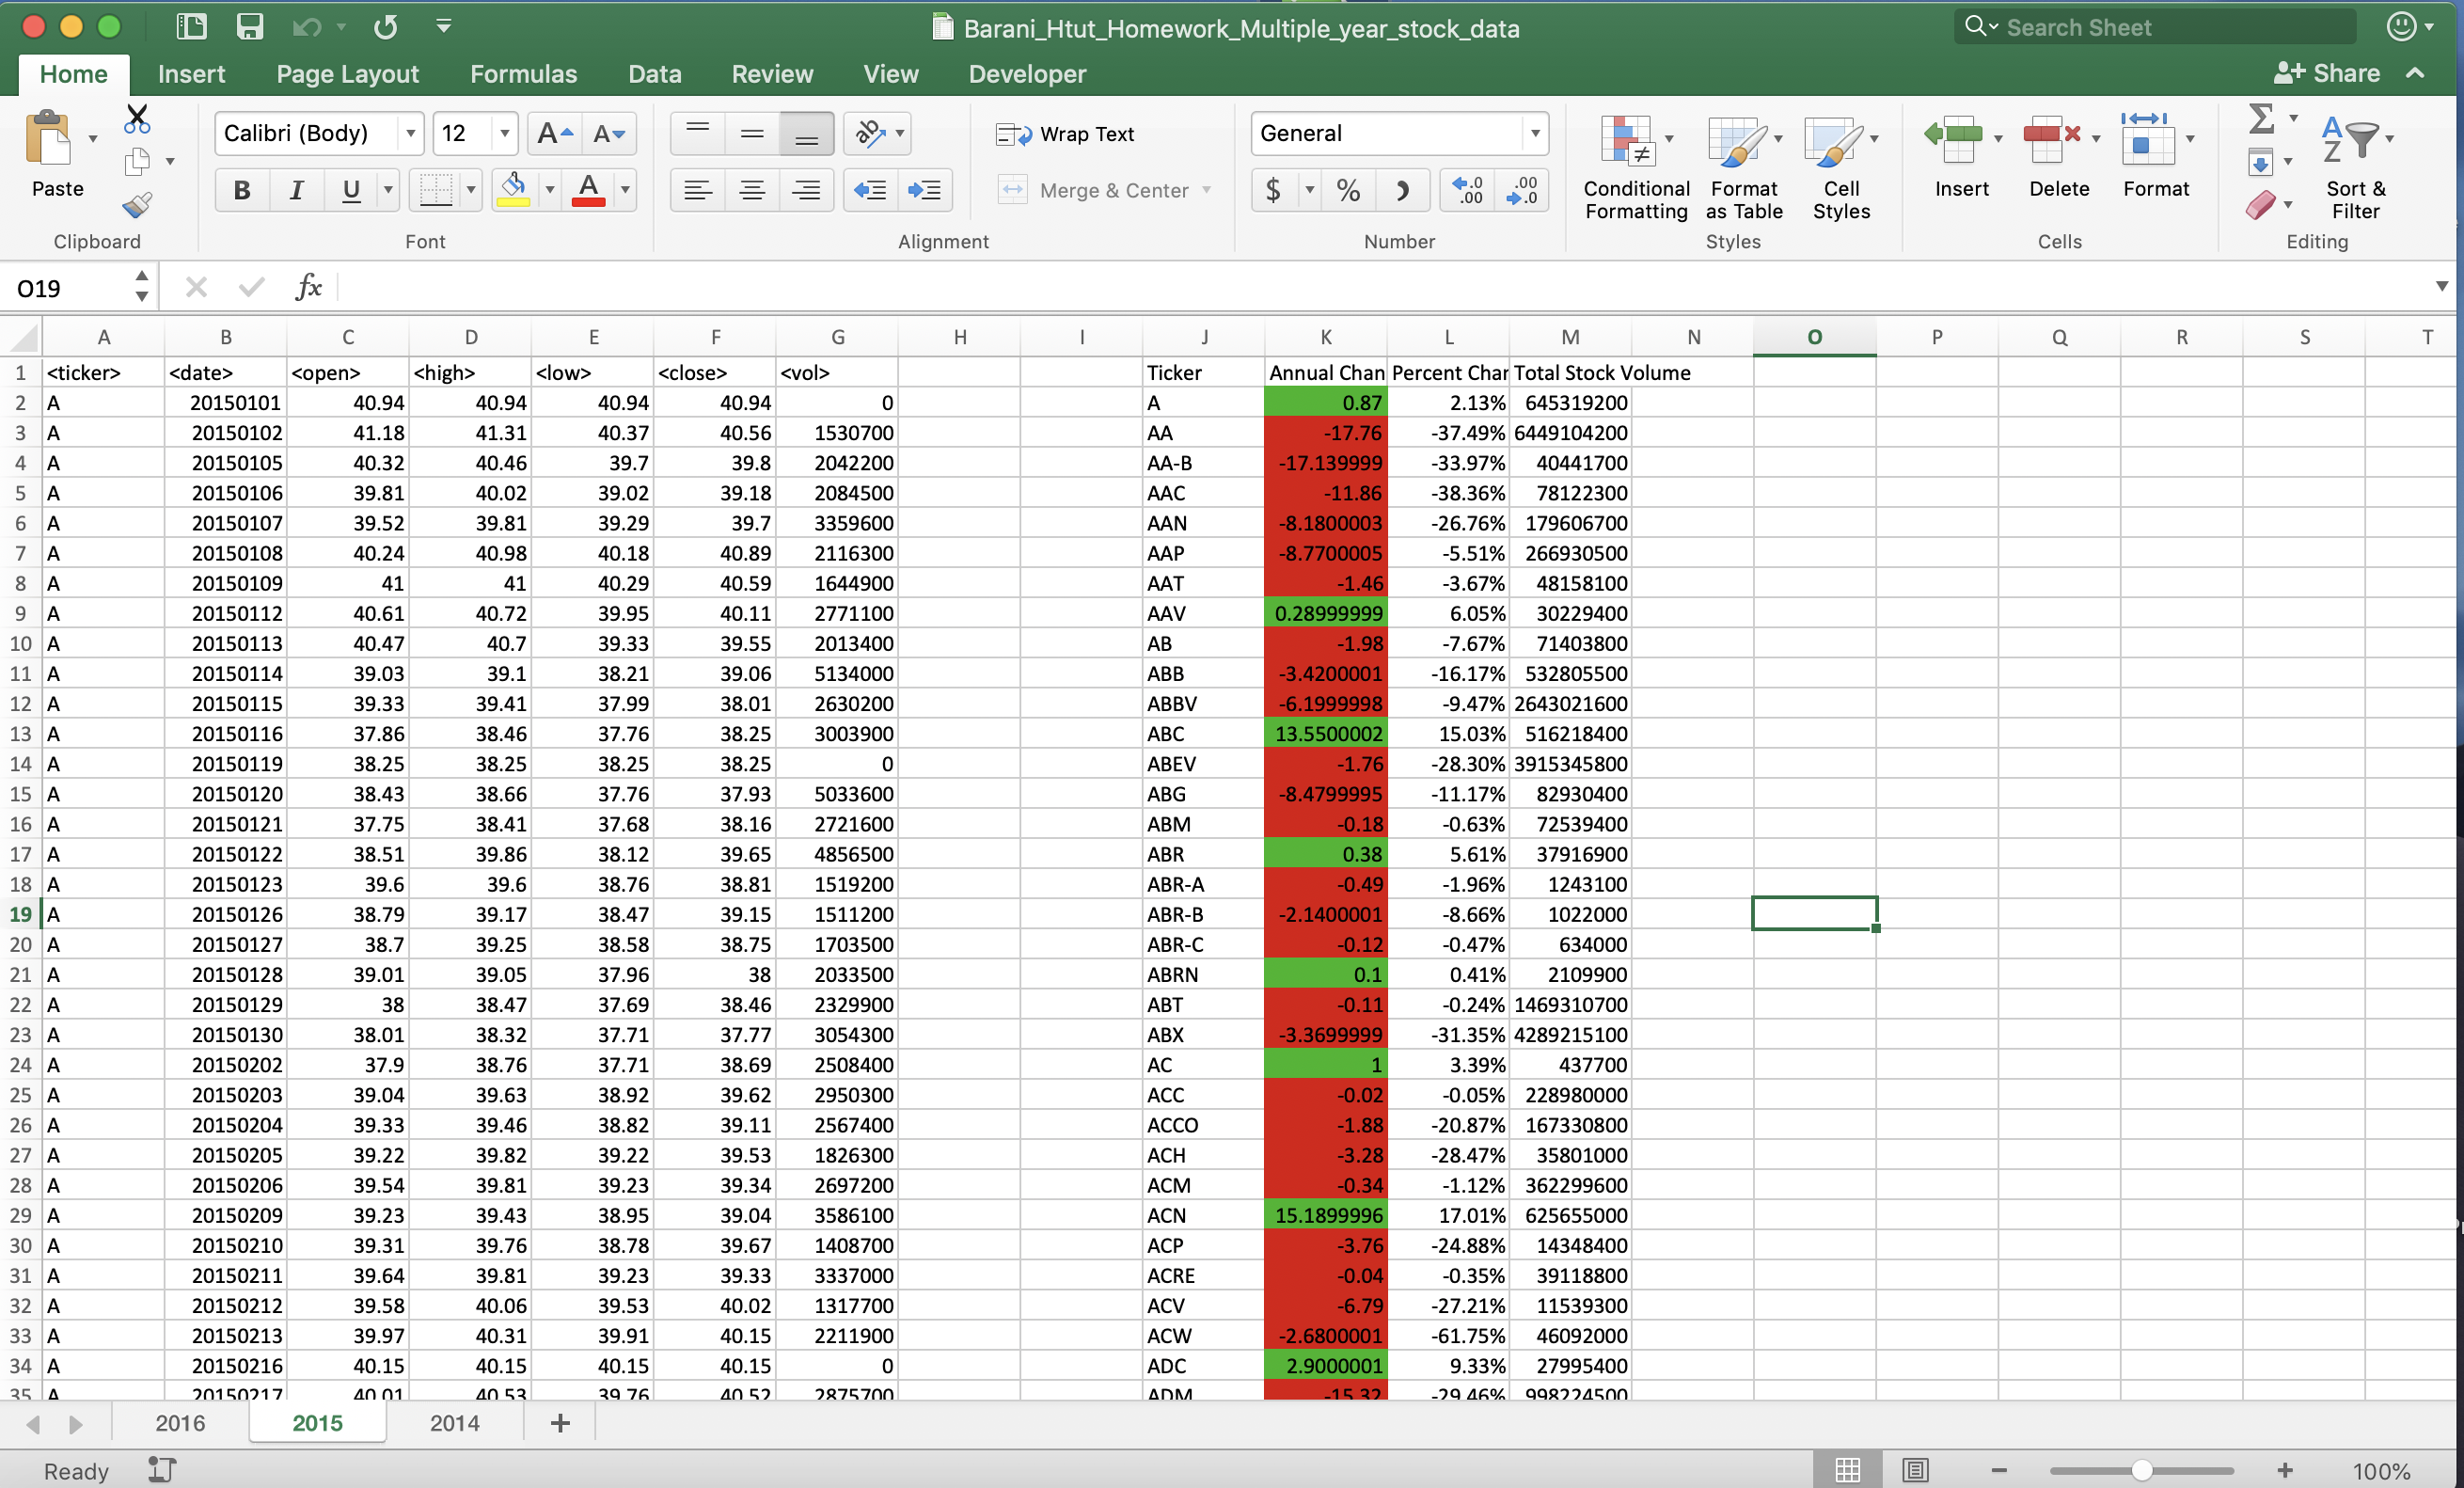 Barani_Htut_Homework_Multiple_year_stock_data
Search Sheet
Home Insert Page Layout Formulas Data Review View Developer Share
Paste
Calibri (Body) 12
Wrap Text
Merge & Center
General
Conditional Formatting
Format as Table
Cell Styles
Insert Delete Format
Sort & Filter
Clipboard Font Alignment Number Styles Cells Editing
O19 fx
A B C D E F G H I J K L M N O P Q R S T
1 <ticker> <date> <open> <high> <low> <close> <vol> Ticker Annual Chan Percent Char Total Stock Volume
2 A 20150101 40.94 40.94 40.94 40.94 0 A 0.87 2.13% 645319200
3 A 20150102 41.18 41.31 40.37 40.56 1530700 AA -17.76 -37.49% 6449104200
4 A 20150105 40.32 40.46 39.7 39.8 2042200 AA-B -17.139999 -33.97% 40441700
5 A 20150106 39.81 40.02 39.02 39.18 2084500 AAC -11.86 -38.36% 78122300
6 A 20150107 39.52 39.81 39.29 39.7 3359600 AAN -8.1800003 -26.76% 179606700
7 A 20150108 40.24 40.98 40.18 40.89 2116300 AAP -8.7700005 -5.51% 266930500
8 A 20150109 41 41 40.29 40.59 1644900 AAT -1.46 -3.67% 48158100
9 A 20150112 40.61 40.72 39.95 40.11 2771100 AAV 0.28999999 6.05% 30229400
10 A 20150113 40.47 40.7 39.33 39.55 2013400 AB -1.98 -7.67% 71403800
11 A 20150114 39.03 39.1 38.21 39.06 5134000 ABB -3.4200001 -16.17% 532805500
12 A 20150115 39.33 39.41 37.99 38.01 2630200 ABBV -6.1999998 -9.47% 2643021600
13 A 20150116 37.86 38.46 37.76 38.25 3003900 ABC 13.5500002 15.03% 516218400
14 A 20150119 38.25 38.25 38.25 38.25 0 ABEV -1.76 -28.30% 3915345800
15 A 20150120 38.43 38.66 37.76 37.93 5033600 ABG -8.4799995 -11.17% 82930400
16 A 20150121 37.75 38.41 37.68 38.16 2721600 ABM -0.18 -0.63% 72539400
17 A 20150122 38.51 39.86 38.12 39.65 4856500 ABR 0.38 5.61% 37916900
18 A 20150123 39.6 39.6 38.76 38.81 1519200 ABR-A -0.49 -1.96% 1243100
19 A 20150126 38.79 39.17 38.47 39.15 1511200 ABR-B -2.1400001 -8.66% 1022000
20 A 20150127 38.7 39.25 38.58 38.75 1703500 ABR-C -0.12 -0.47% 634000
21 A 20150128 39.01 39.05 37.96 38 2033500 ABRN 0.1 0.41% 2109900
22 A 20150129 38 38.47 37.69 38.46 2329900 ABT -0.11 -0.24% 1469310700
23 A 20150130 38.01 38.32 37.71 37.77 3054300 ABX -3.3699999 -31.35% 4289215100
24 A 20150202 37.9 38.76 37.71 38.69 2508400 AC 1 3.39% 437700
25 A 20150203 39.04 39.63 38.92 39.62 2950300 ACC -0.02 -0.05% 228980000
26 A 20150204 39.33 39.46 38.82 39.11 2567400 ACCO -1.88 -20.87% 167330800
27 A 20150205 39.22 39.82 39.22 39.53 1826300 ACH -3.28 -28.47% 35801000
28 A 20150206 39.54 39.81 39.23 39.34 2697200 ACM -0.34 -1.12% 362299600
29 A 20150209 39.23 39.43 38.95 39.04 3586100 ACN 15.1899996 17.01% 625655000
30 A 20150210 39.31 39.76 38.78 39.67 1408700 ACP -3.76 -24.88% 14348400
31 A 20150211 39.64 39.81 39.23 39.33 3337000 ACRE -0.04 -0.35% 39118800
32 A 20150212 39.58 40.06 39.53 40.02 1317700 ACV -6.79 -27.21% 11539300
33 A 20150213 39.97 40.31 39.91 40.15 2211900 ACW -2.6800001 -61.75% 46092000
34 A 20150216 40.15 40.15 40.15 40.15 0 ADC 2.9000001 9.33% 27995400
35 A 20150217 40.01 40.53 39.76 40.52 2875700 ADM -15.32 -29.46% 998224500
2016 2015 2014 +
Ready 100%